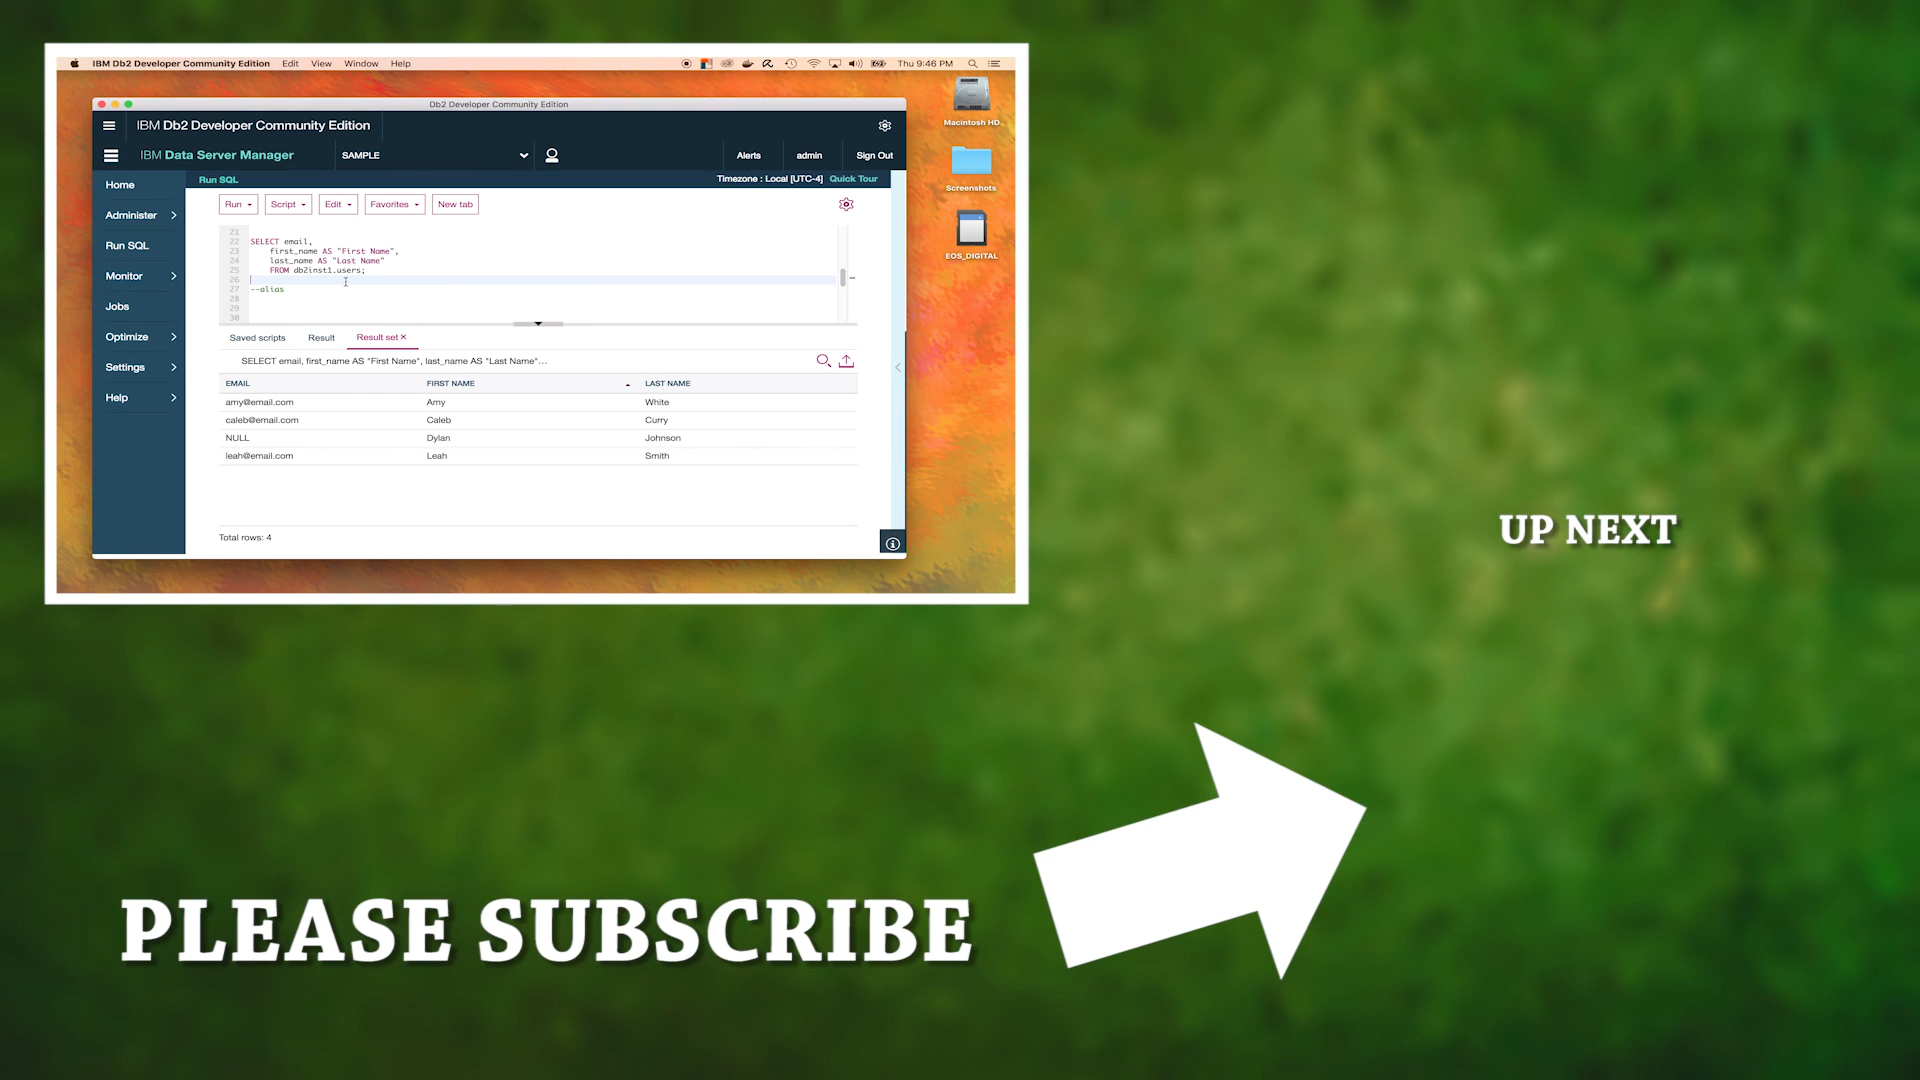 IBM Db2 Developer Community Edition Edit View Window Help Thu 9:46 PM
Db2 Developer Community Edition
IBM Db2 Developer Community Edition
IBM Data Server Manager SAMPLE Alerts admin Sign Out
Run SQL Timezone : Local [UTC-4] Quick Tour
Home
Administer
Run SQL
Monitor
Jobs
Optimize
Settings
Help
Run Script Edit Favorites New tab
21
22 SELECT email,
23 first_name AS "First Name",
24 last_name AS "Last Name"
25 FROM db2inst1.users;
26
27 --alias
28
29
30
Saved scripts Result Result set ×
SELECT email, first_name AS "First Name", last_name AS "Last Name"...
EMAIL FIRST NAME LAST NAME
amy@email.com Amy White
caleb@email.com Caleb Curry
NULL Dylan Johnson
leah@email.com Leah Smith
Total rows: 4
Macintosh HD
Screenshots
EOS_DIGITAL
UP NEXT
PLEASE SUBSCRIBE